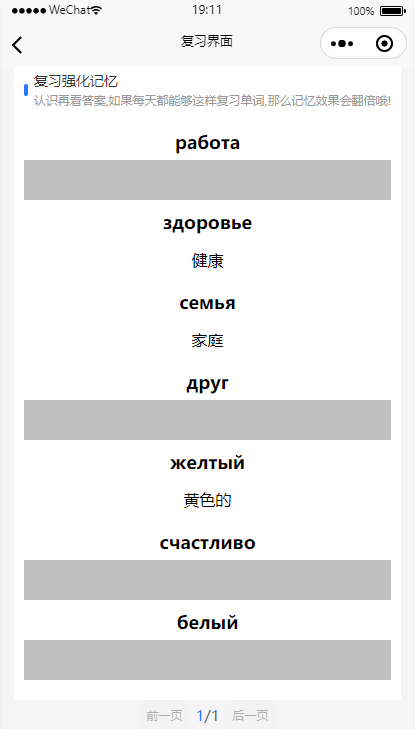 WeChat 19:11 100%
复习界面
复习强化记忆
认识再看答案,如果每天都能够这样复习单词,那么记忆效果会翻倍哦!
работа
здоровье
健康
семья
家庭
друг
желтый
黄色的
счастливо
белый
前一页 1/1 后一页